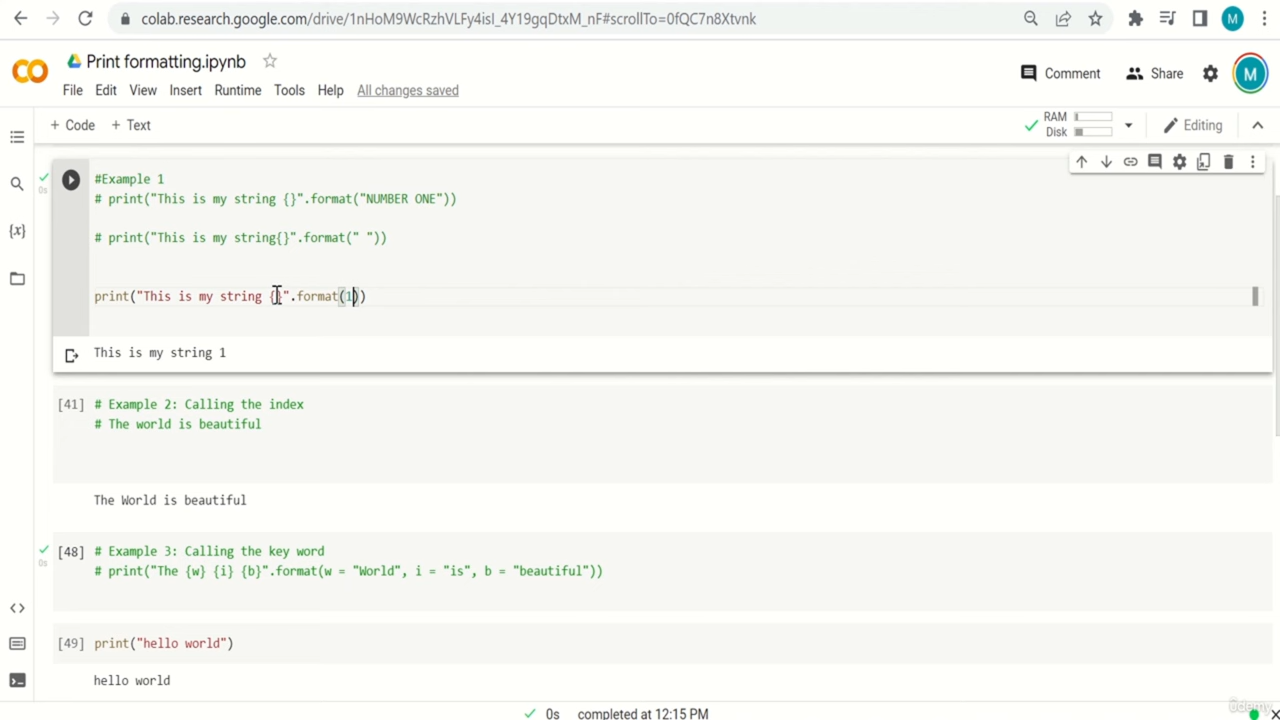 colab.research.google.com/drive/1nHoM9WcRzhVLFy4isI_4Y19gqDtxM_nF#scrollTo=0fQC7n8Xtvnk
M
CO
Print formatting.ipynb
Comment
Share
M
File Edit View Insert Runtime Tools Help All changes saved
+ Code + Text
RAM
Disk
Editing
0s
#Example 1
# print("This is my string {}".format("NUMBER ONE"))
# print("This is my string{}".format(" "))
{x}
print("This is my string {}".format(1))
This is my string 1
[41] # Example 2: Calling the index
# The world is beautiful
The World is beautiful
0s
[48] # Example 3: Calling the key word
# print("The {w} {i} {b}".format(w = "World", i = "is", b = "beautiful"))
[49] print("hello world")
hello world
0s completed at 12:15 PM
ûdemy